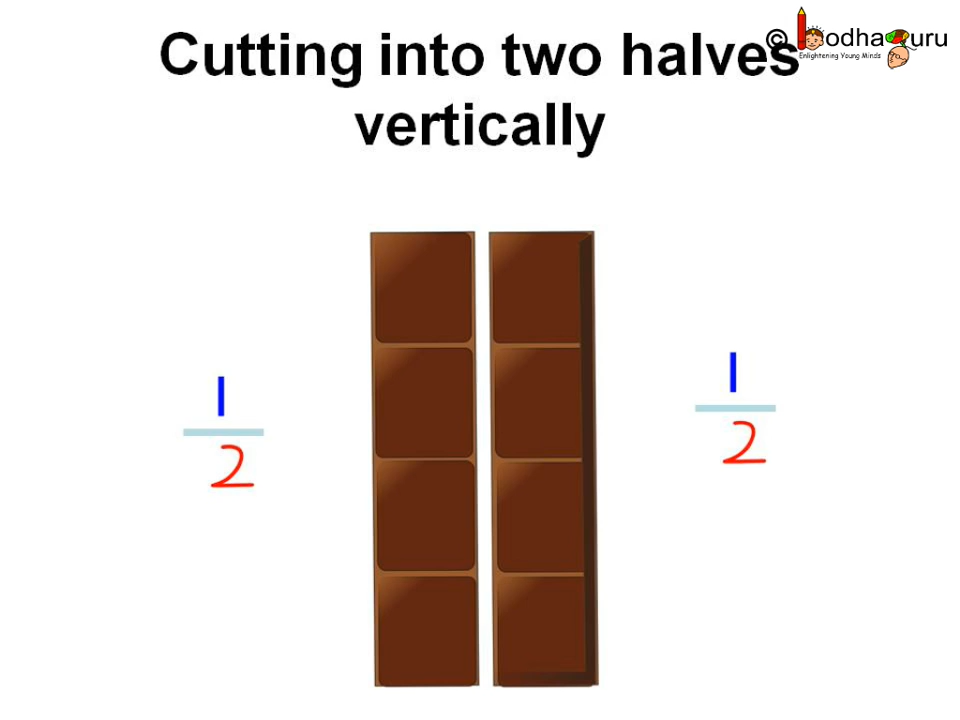 Cutting into two halves
vertically
© BodhaGuru
Enlightening Young Minds
1
2
1
2